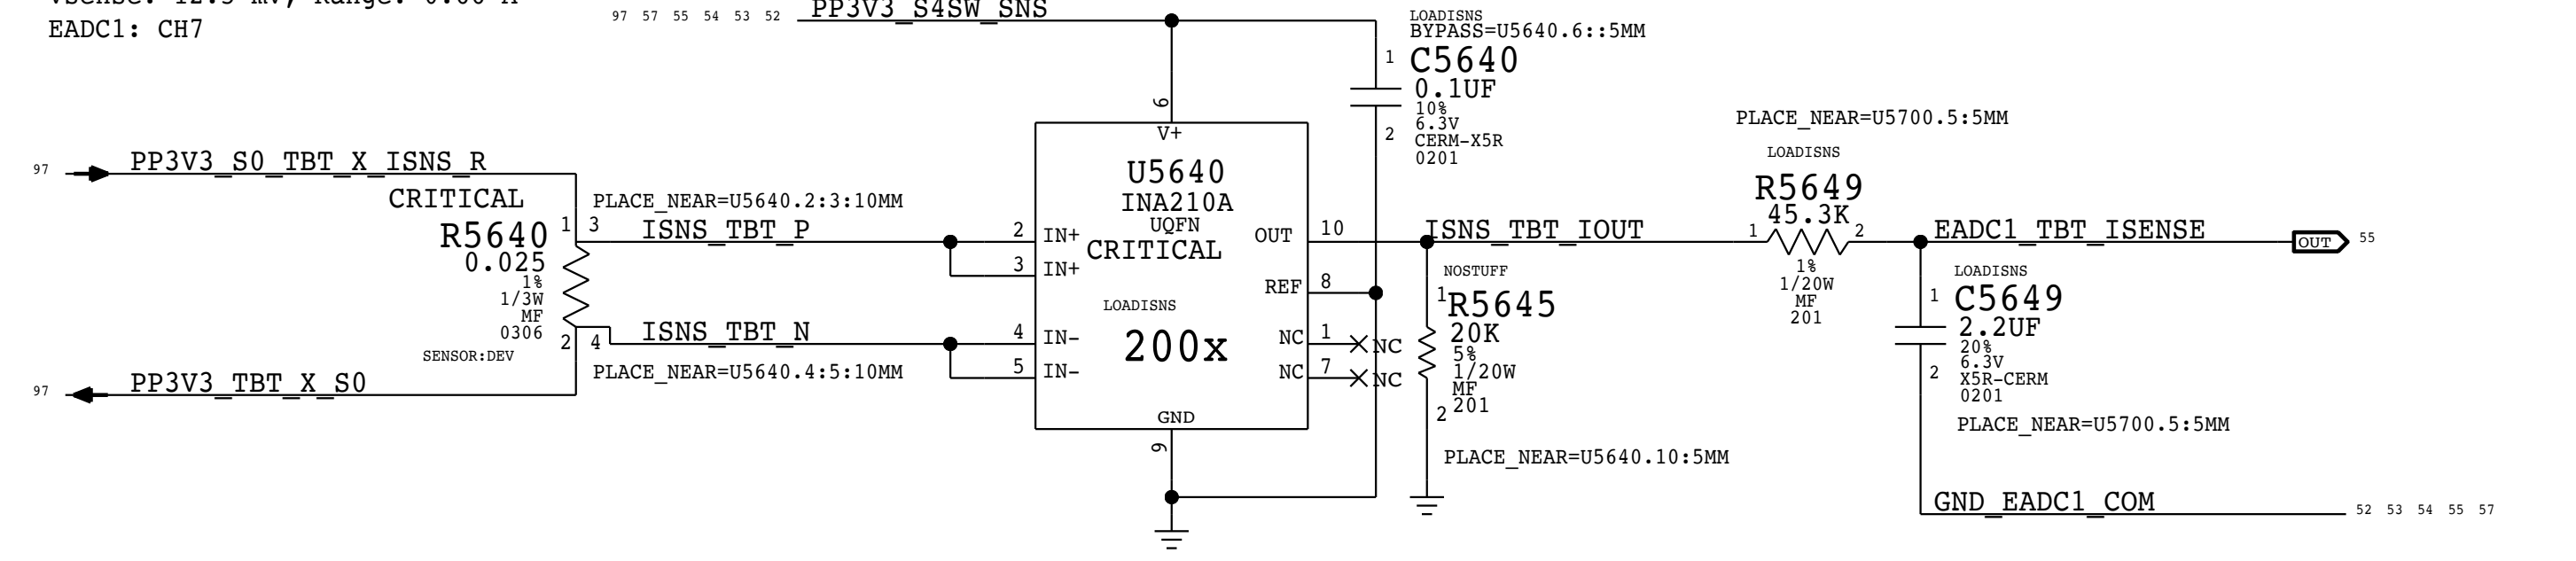 EADC1: CH7
97 57 55 54 53 52
PP3V3_S4SW_SNS
LOADISNS
BYPASS=U5640.6::5MM
1
C5640
0.1UF
10%
6.3V
CERM-X5R
0201
2
6
V+
U5640
INA210A
UQFN
CRITICAL
LOADISNS
200x
2 IN+
3 IN+
4 IN-
5 IN-
OUT 10
REF 8
NC 1 NC
NC 7 NC
GND
9
97
PP3V3_S0_TBT_X_ISNS_R
CRITICAL
R5640
0.025
1%
1/3W
MF
0306
SENSOR:DEV
1 3
2 4
PLACE_NEAR=U5640.2:3:10MM
ISNS_TBT_P
ISNS_TBT_N
PLACE_NEAR=U5640.4:5:10MM
97
PP3V3_TBT_X_S0
ISNS_TBT_IOUT
NOSTUFF
1
R5645
20K
5%
1/20W
MF
201
2
PLACE_NEAR=U5640.10:5MM
PLACE_NEAR=U5700.5:5MM
LOADISNS
R5649
45.3K
1 2
1%
1/20W
MF
201
EADC1_TBT_ISENSE
OUT
55
LOADISNS
1
C5649
2.2UF
20%
6.3V
X5R-CERM
0201
2
PLACE_NEAR=U5700.5:5MM
GND_EADC1_COM
52 53 54 55 57